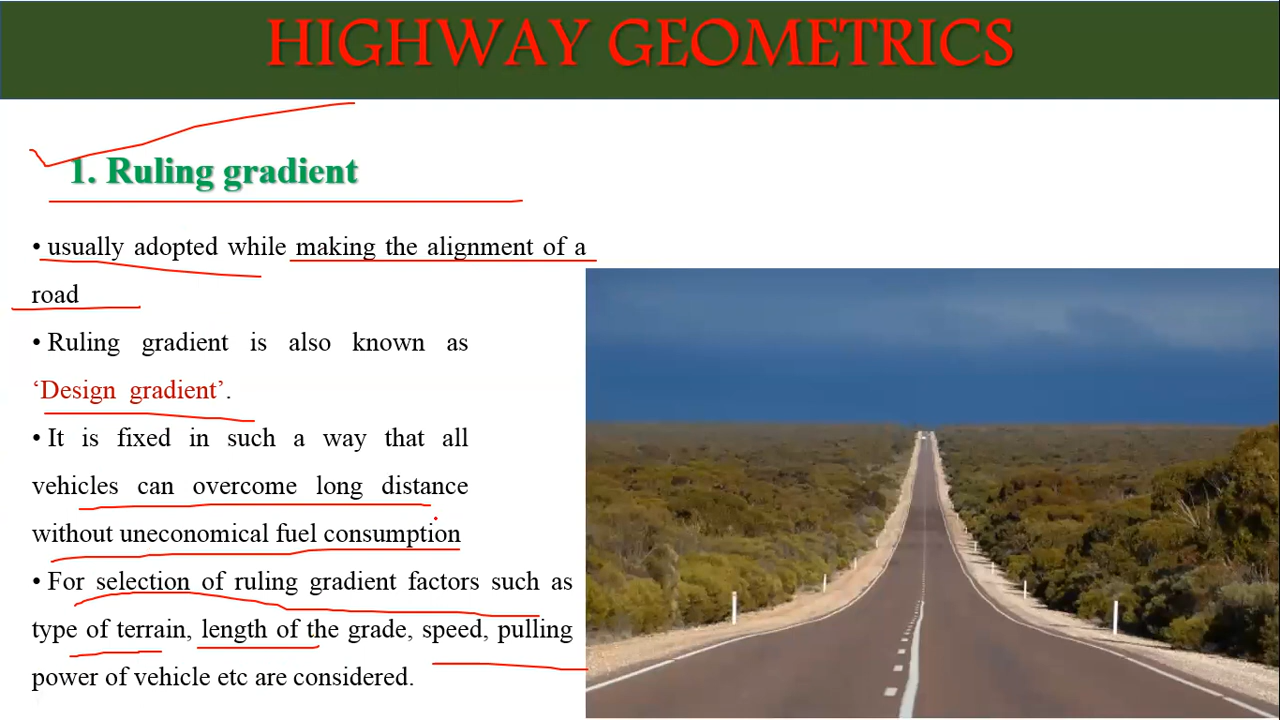 HIGHWAY GEOMETRICS
1. Ruling gradient
• usually adopted while making the alignment of a
road
• Ruling gradient is also known as
‘Design gradient’.
• It is fixed in such a way that all
vehicles can overcome long distance
without uneconomical fuel consumption
• For selection of ruling gradient factors such as
type of terrain, length of the grade, speed, pulling
power of vehicle etc are considered.